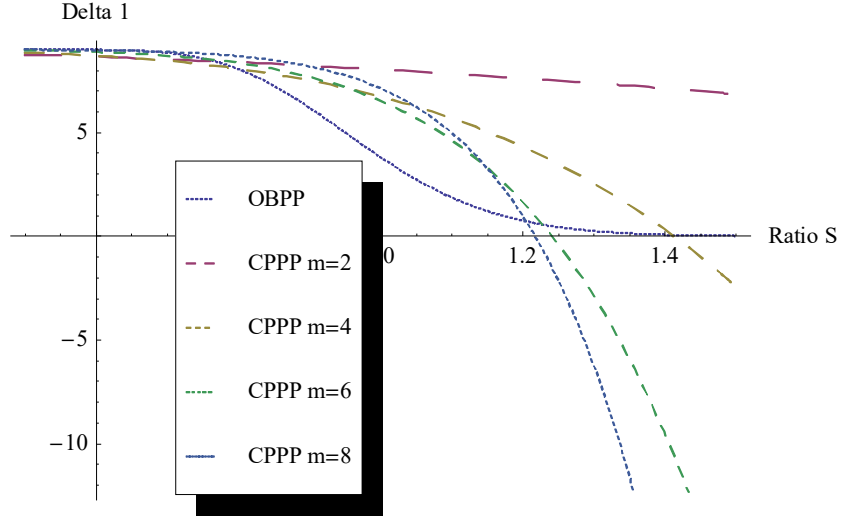 Delta 1
5
OBPP
Ratio S
0
1.2
1.4
CPPP m=2
CPPP m=4
−5
CPPP m=6
−10
CPPP m=8